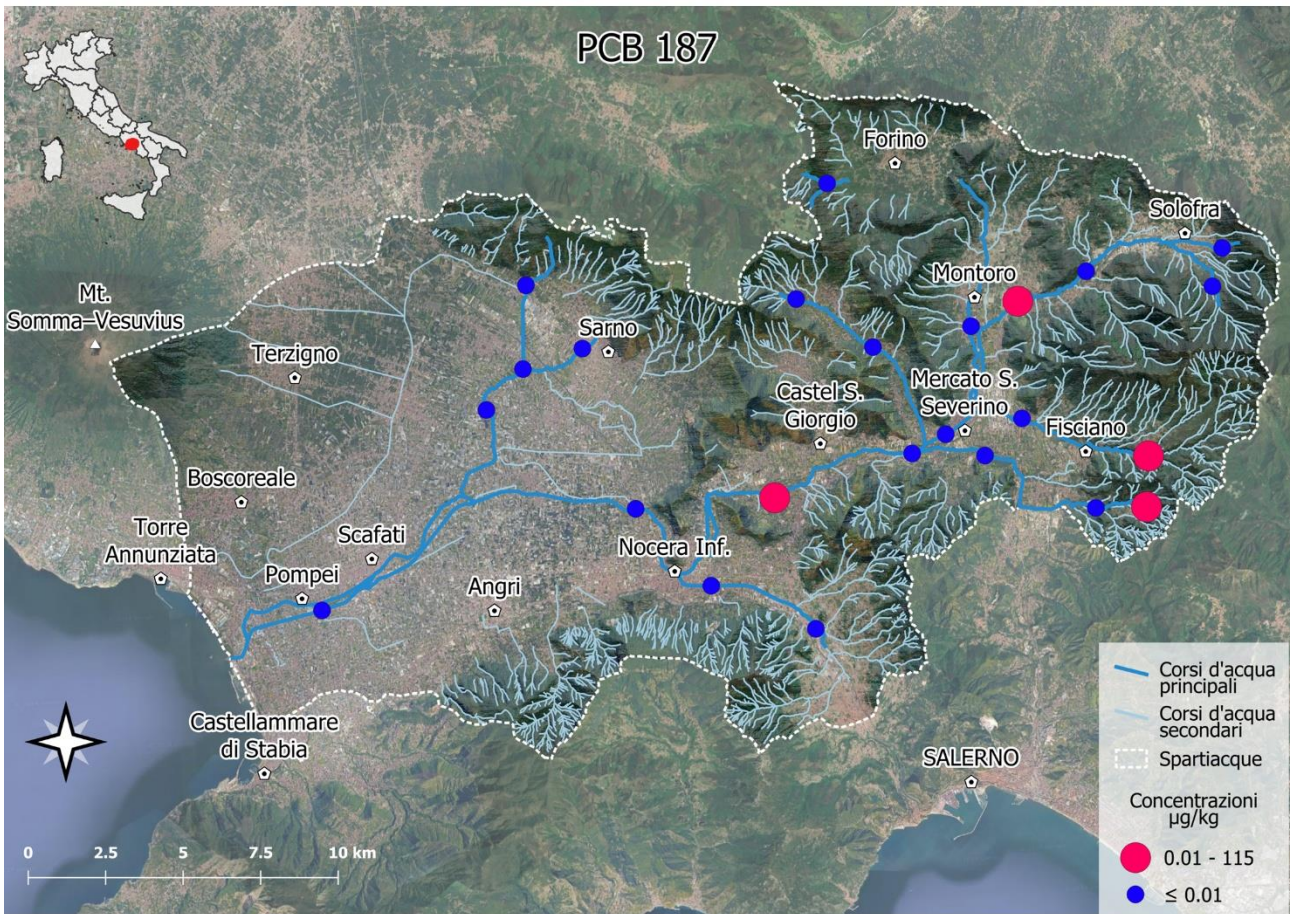 PCB 187
Forino
Solofra
Montoro
Mt.
Somma–Vesuvius
Terzigno
Sarno
Castel S.
Giorgio
Mercato S.
Severino
Fisciano
Boscoreale
Torre
Annunziata
Scafati
Pompei
Nocera Inf.
Angri
Castellammare
di Stabia
SALERNO
Corsi d'acqua
principali
Corsi d'acqua
secondari
Spartiacque
Concentrazioni
µg/kg
0.01 - 115
≤ 0.01
0 2.5 5 7.5 10 km